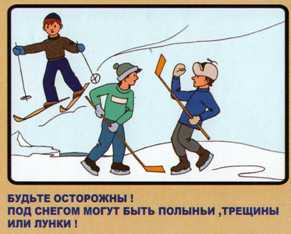 БУДЬТЕ ОСТОРОЖНЫ !
ПОД СНЕГОМ МОГУТ БЫТЬ ПОЛЫНЬИ ,ТРЕЩИНЫ
ИЛИ ЛУНКИ !